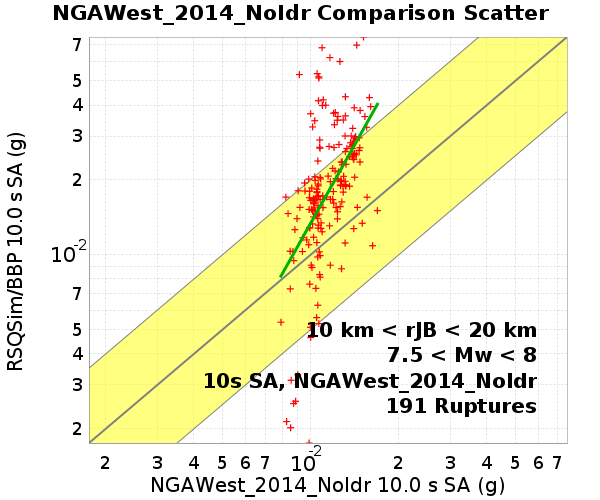 NGAWest_2014_NoIdr Comparison Scatter
7
5
4
3
2
10-2
7
5
4
3
2
RSQSim/BBP 10.0 s SA (g)
10 km < rJB < 20 km
7.5 < Mw < 8
10s SA, NGAWest_2014_NoIdr
191 Ruptures
2 3 4 5 6 7 10-2 2 3 4 5 6 7
NGAWest_2014_NoIdr 10.0 s SA (g)